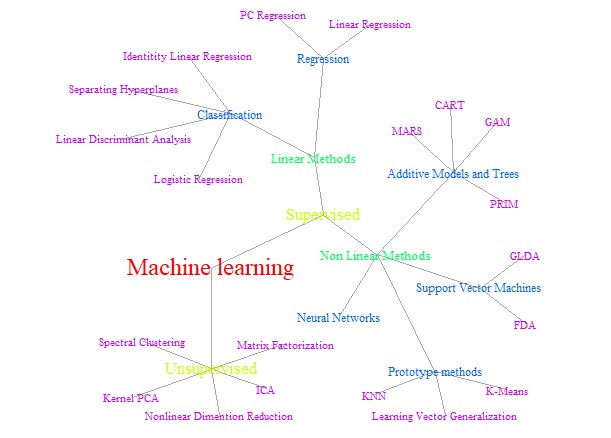 PC Regression
Linear Regression
Regression
Identitity Linear Regression
Separating Hyperplanes
Classification
Linear Discriminant Analysis
Logistic Regression
Linear Methods
CART
GAM
MARS
Additive Models and Trees
PRIM
Supervised
Non Linear Methods
GLDA
Support Vector Machines
FDA
Machine learning
Neural Networks
Spectral Clustering
Matrix Factorization
Unsupervised
Kernel PCA
ICA
Nonlinear Dimention Reduction
Prototype methods
KNN
K-Means
Learning Vector Generalization